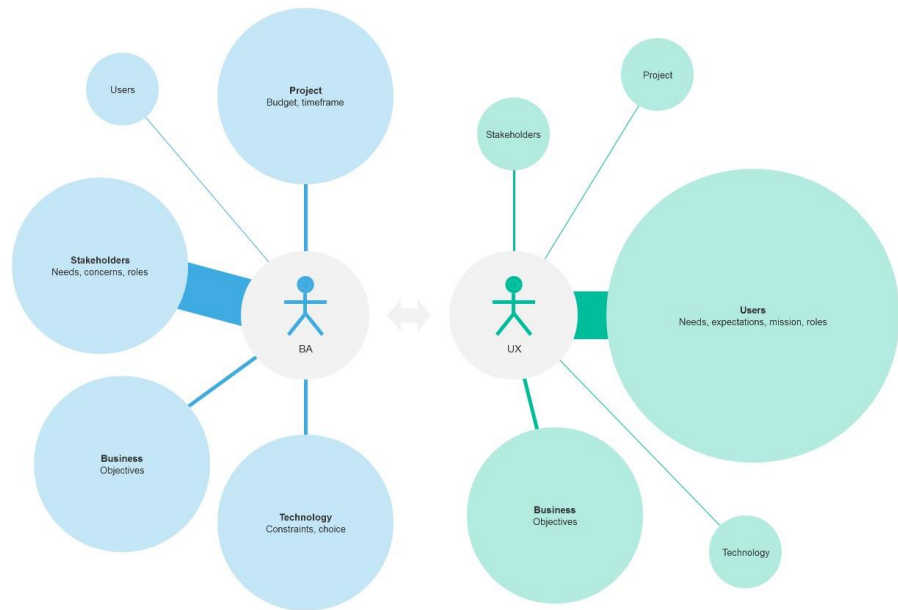 Users
Project
Budget, timeframe
Stakeholders
Needs, concerns, roles
BA
Business
Objectives
Technology
Constraints, choice
Project
Stakeholders
Users
Needs, expectations, mission, roles
UX
Business
Objectives
Technology